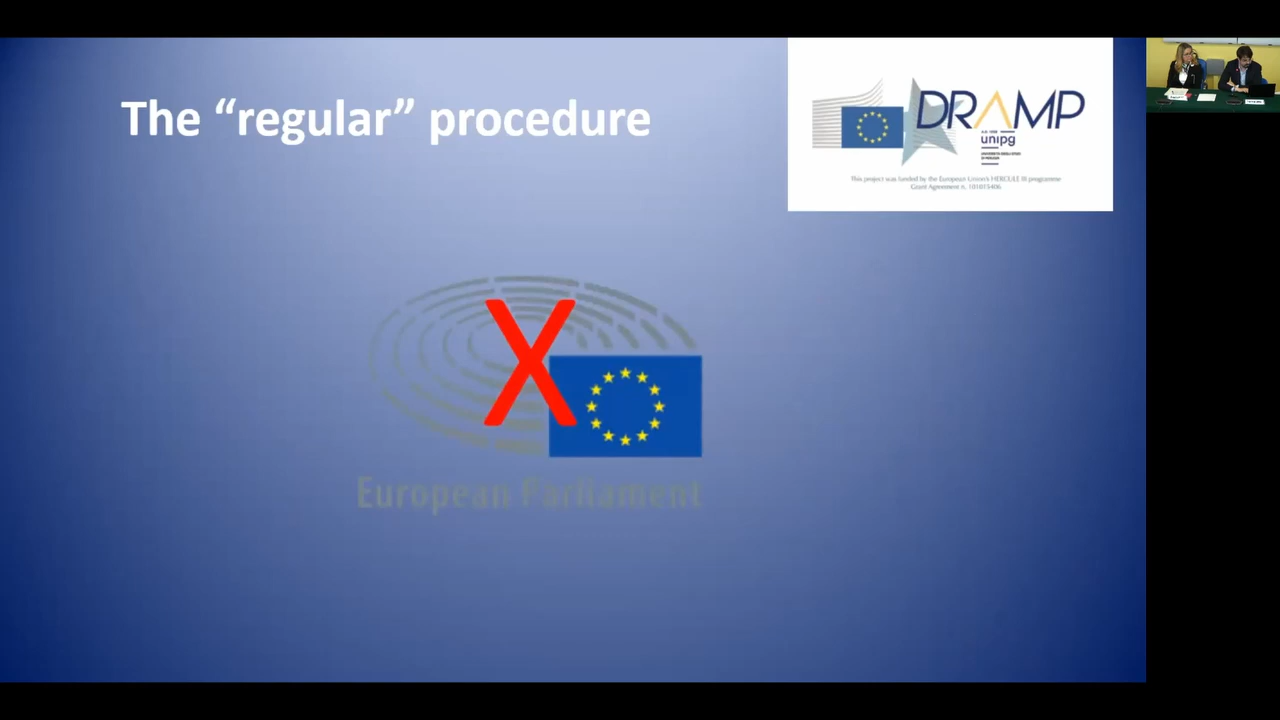 The “regular” procedure
DRAMP
A.D. 1308
unipg
This project was funded by the European Union's HERCULE III programme
Grant Agreement n. 101015406
X
European Parliament